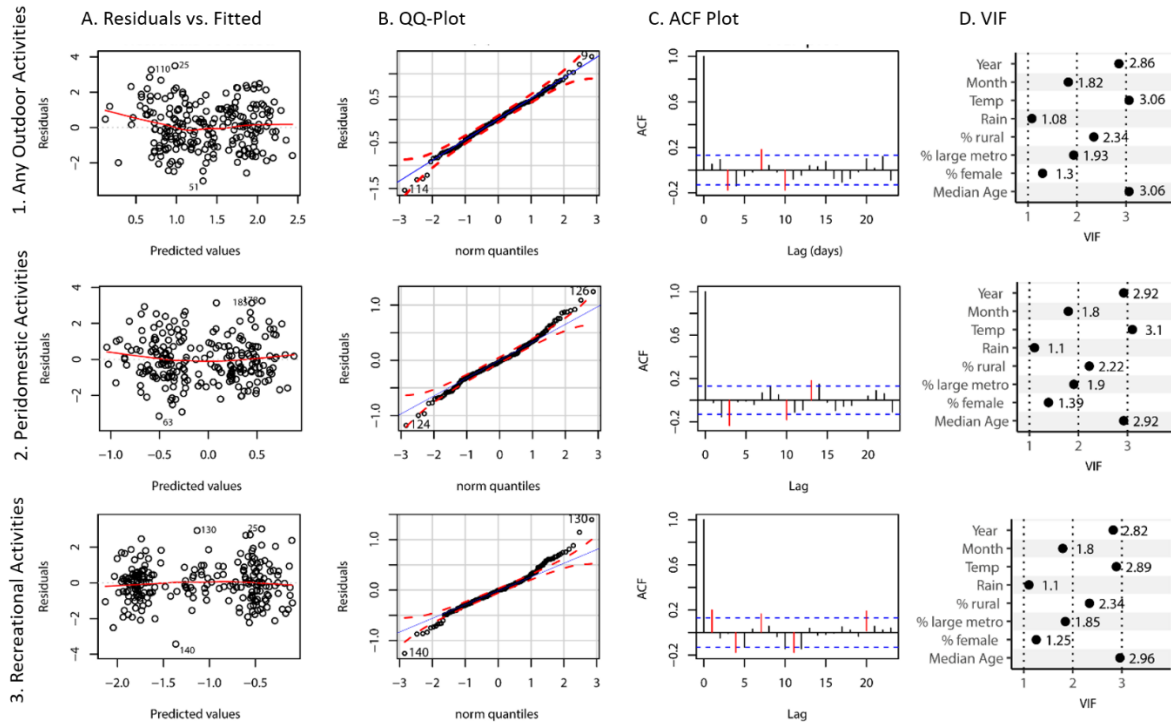 A. Residuals vs. Fitted
B. QQ-Plot
C. ACF Plot
D. VIF
1. Any Outdoor Activities
Residuals
4
2
0
−2
110
25
51
0.5 1.0 1.5 2.0 2.5
Predicted values
Residuals
0.5
−0.5
−1.5
9
114
−3 −2 −1 0 1 2 3
norm quantiles
ACF
1.0
0.6
0.2
−0.2
0 5 10 15 20
Lag (days)
Year 2.86
Month 1.82
Temp 3.06
Rain 1.08
% rural 2.34
% large metro 1.93
% female 1.3
Median Age 3.06
1 2 3
VIF
2. Peridomestic Activities
Residuals
4
2
0
−2
63
−1.0 −0.5 0.0 0.5
Predicted values
Residuals
1.0
0.0
−1.0
126
124
−3 −2 −1 0 1 2 3
norm quantiles
ACF
1.0
0.6
0.2
−0.2
0 5 10 15 20
Lag
Year 2.92
Month 1.8
Temp 3.1
Rain 1.1
% rural 2.22
% large metro 1.9
% female 1.39
Median Age 2.92
1 2 3
VIF
3. Recreational Activities
Residuals
2
0
−2
−4
130
25
140
−2.0 −1.5 −1.0 −0.5
Predicted values
Residuals
1.0
0.0
−1.0
130
140
−3 −2 −1 0 1 2 3
norm quantiles
ACF
1.0
0.6
0.2
−0.2
0 5 10 15 20
Lag
Year 2.82
Month 1.8
Temp 2.89
Rain 1.1
% rural 2.34
% large metro 1.85
% female 1.25
Median Age 2.96
1 2 3
VIF